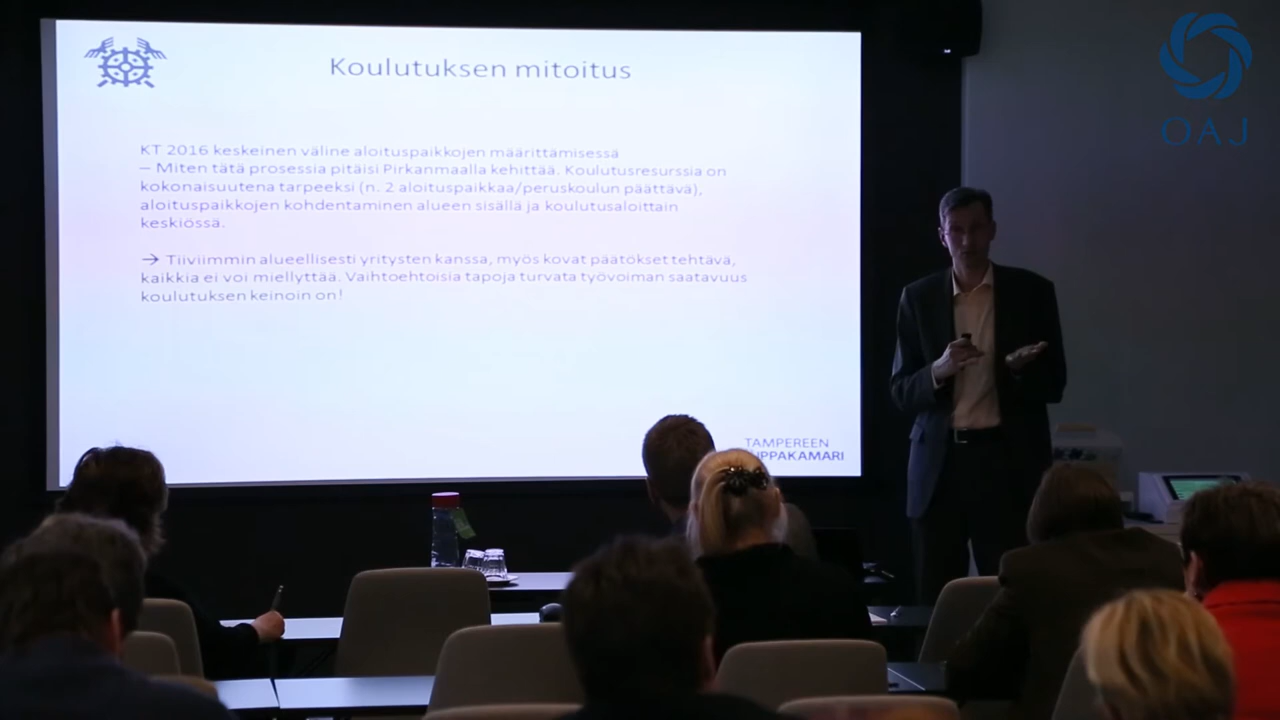 Koulutuksen mitoitus
KT 2016 keskeinen väline aloituspaikkojen määrittämisessä
– Miten tätä prosessia pitäisi Pirkanmaalla kehittää. Koulutusresurssia on
kokonaisuutena tarpeeksi (n. 2 aloituspaikkaa/peruskoulun päättävä),
aloituspaikkojen kohdentaminen alueen sisällä ja koulutusaloittain
keskiössä.
→ Tiiviimmin alueellisesti yritysten kanssa, myös kovat päätökset tehtävä,
kaikkia ei voi miellyttää. Vaihtoehtoisia tapoja turvata työvoiman saatavuus
koulutuksen keinoin on!
TAMPEREEN
UPPAKAMARI
OAJ